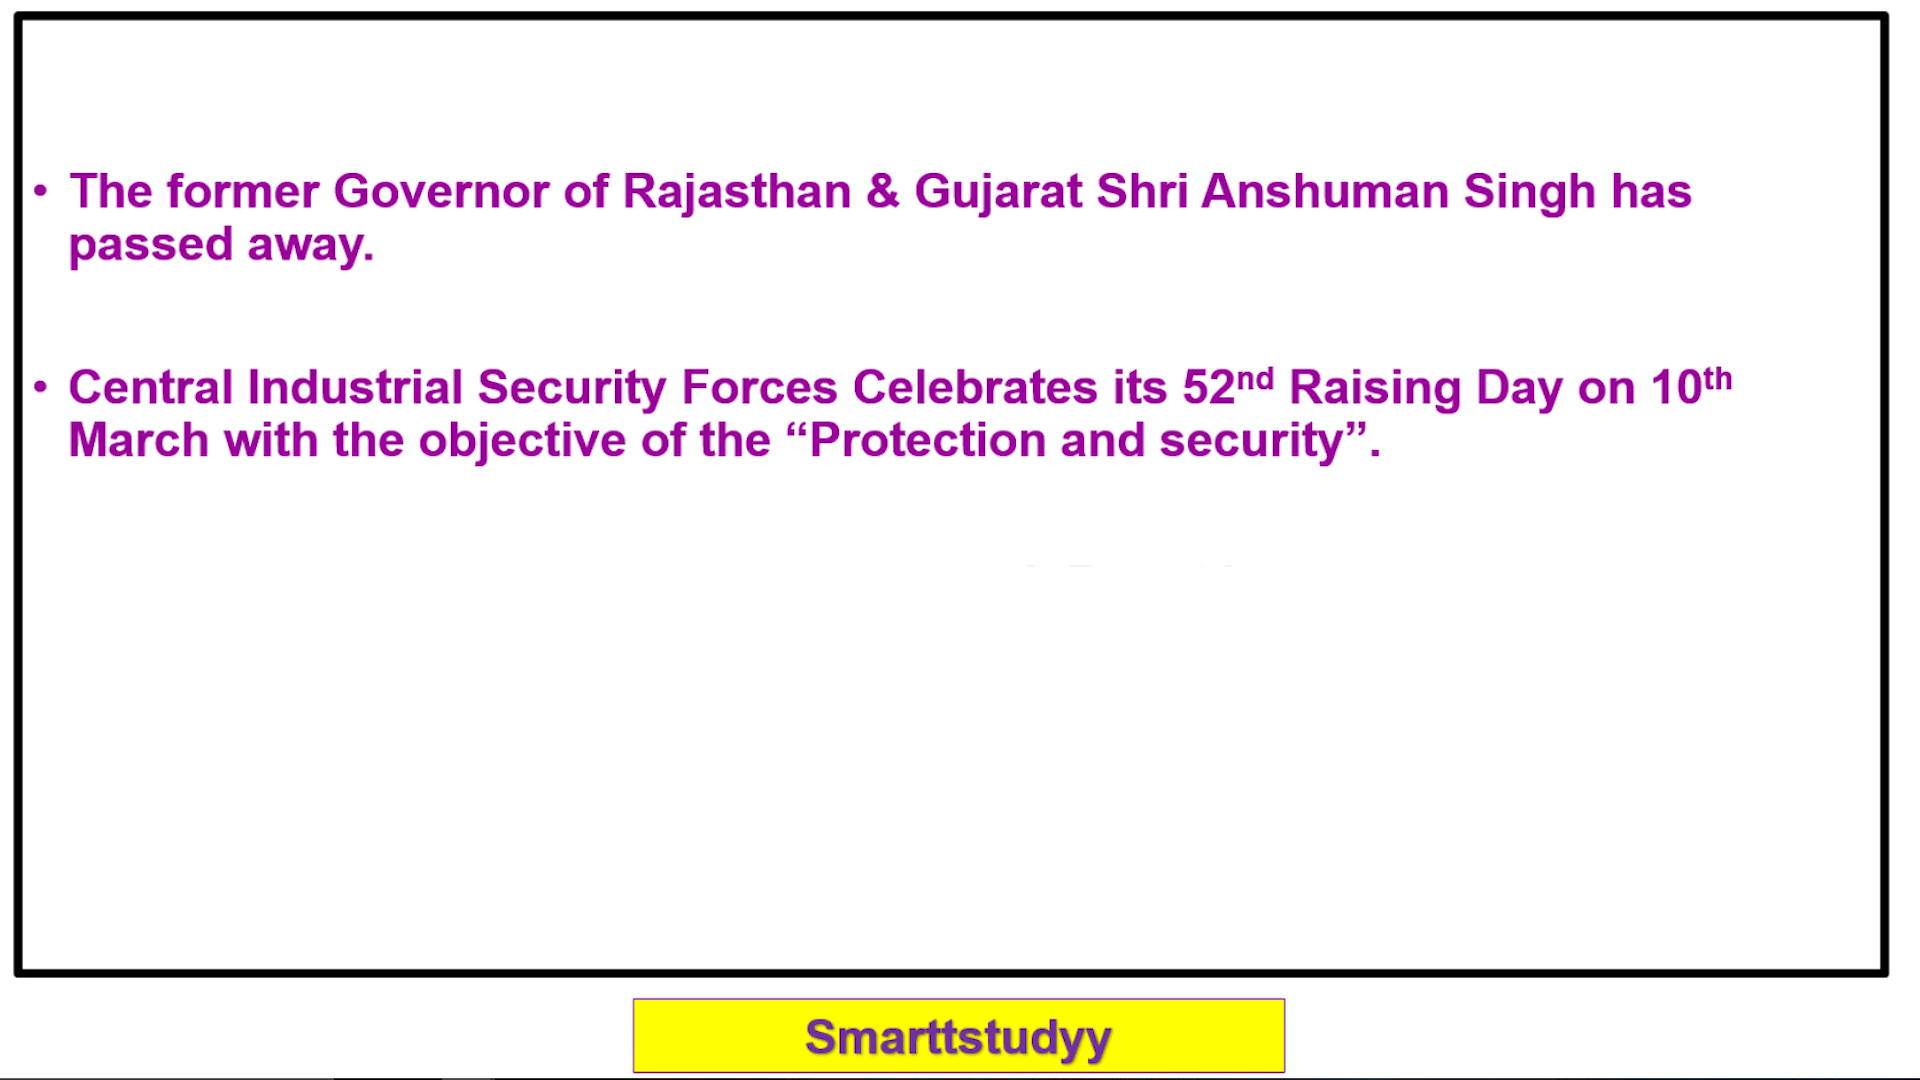 • The former Governor of Rajasthan & Gujarat Shri Anshuman Singh has
passed away.
• Central Industrial Security Forces Celebrates its 52nd Raising Day on 10th
March with the objective of the “Protection and security”.
Smarttstudyy